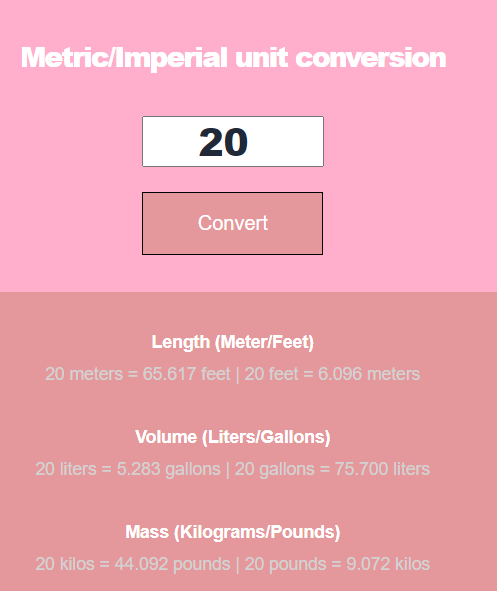 Metric/Imperial unit conversion
20
Convert
Length (Meter/Feet)
20 meters = 65.617 feet | 20 feet = 6.096 meters
Volume (Liters/Gallons)
20 liters = 5.283 gallons | 20 gallons = 75.700 liters
Mass (Kilograms/Pounds)
20 kilos = 44.092 pounds | 20 pounds = 9.072 kilos